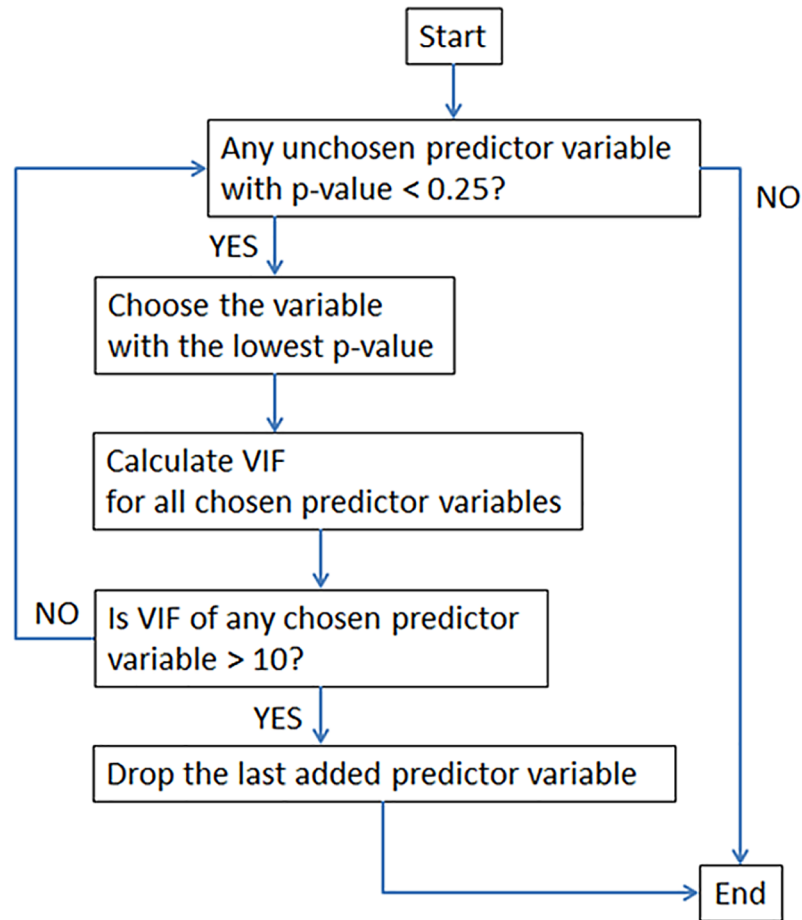 Start
Any unchosen predictor variable
with p-value < 0.25?
NO
YES
Choose the variable
with the lowest p-value
Calculate VIF
for all chosen predictor variables
NO
Is VIF of any chosen predictor
variable > 10?
YES
Drop the last added predictor variable
End